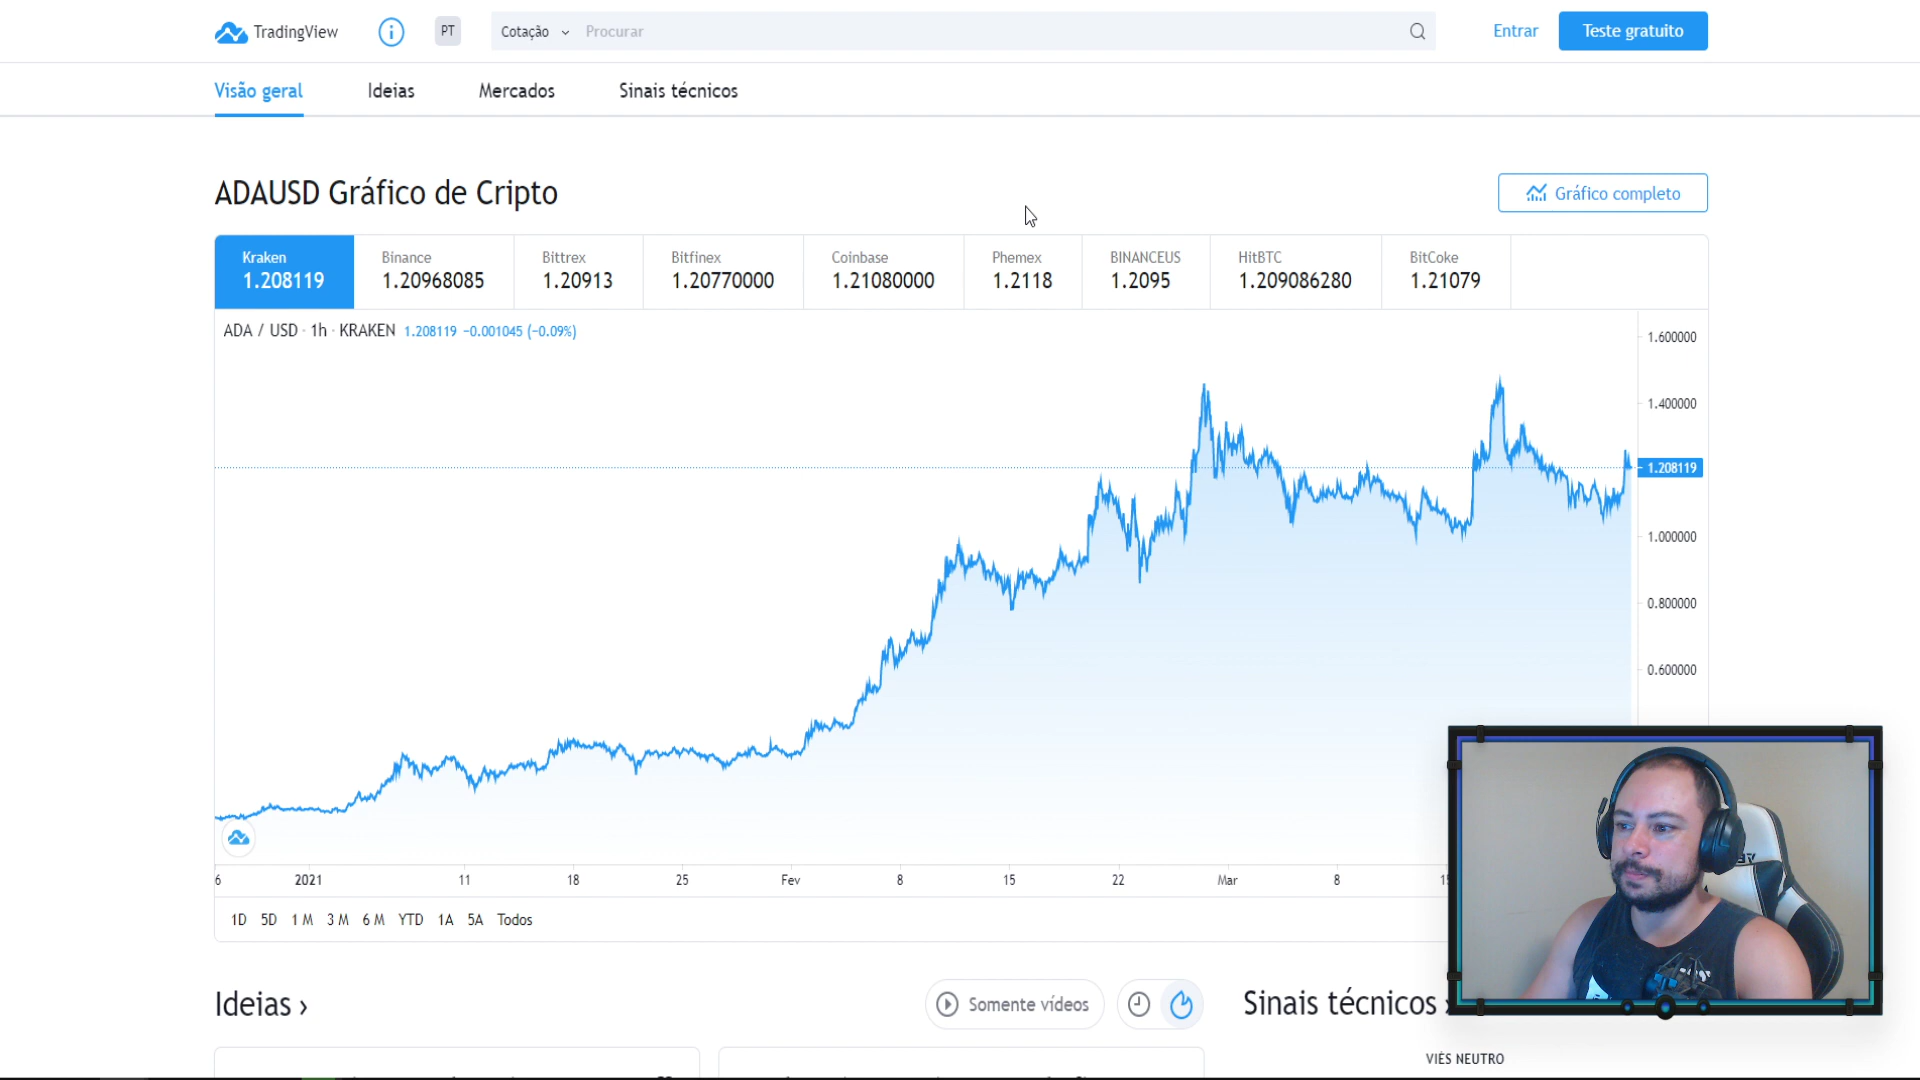 TradingView
PT
Cotação
Procurar
Entrar
Teste gratuito
Visão geral
Ideias
Mercados
Sinais técnicos
ADAUSD Gráfico de Cripto
Gráfico completo
Kraken
1.208119
Binance
1.20968085
Bittrex
1.20913
Bitfinex
1.20770000
Coinbase
1.21080000
Phemex
1.2118
BINANCEUS
1.2095
HitBTC
1.209086280
BitCoke
1.21079
ADA / USD · 1h · KRAKEN 1.208119 −0.001045 (−0.09%)
1.600000
1.400000
1.208119
1.000000
0.800000
0.600000
6 2021 11 18 25 Fev 8 15 22 Mar 8
1D 5D 1 M 3 M 6 M YTD 1A 5A Todos
Ideias ›
Somente vídeos
Sinais técnicos
VIÉS NEUTRO